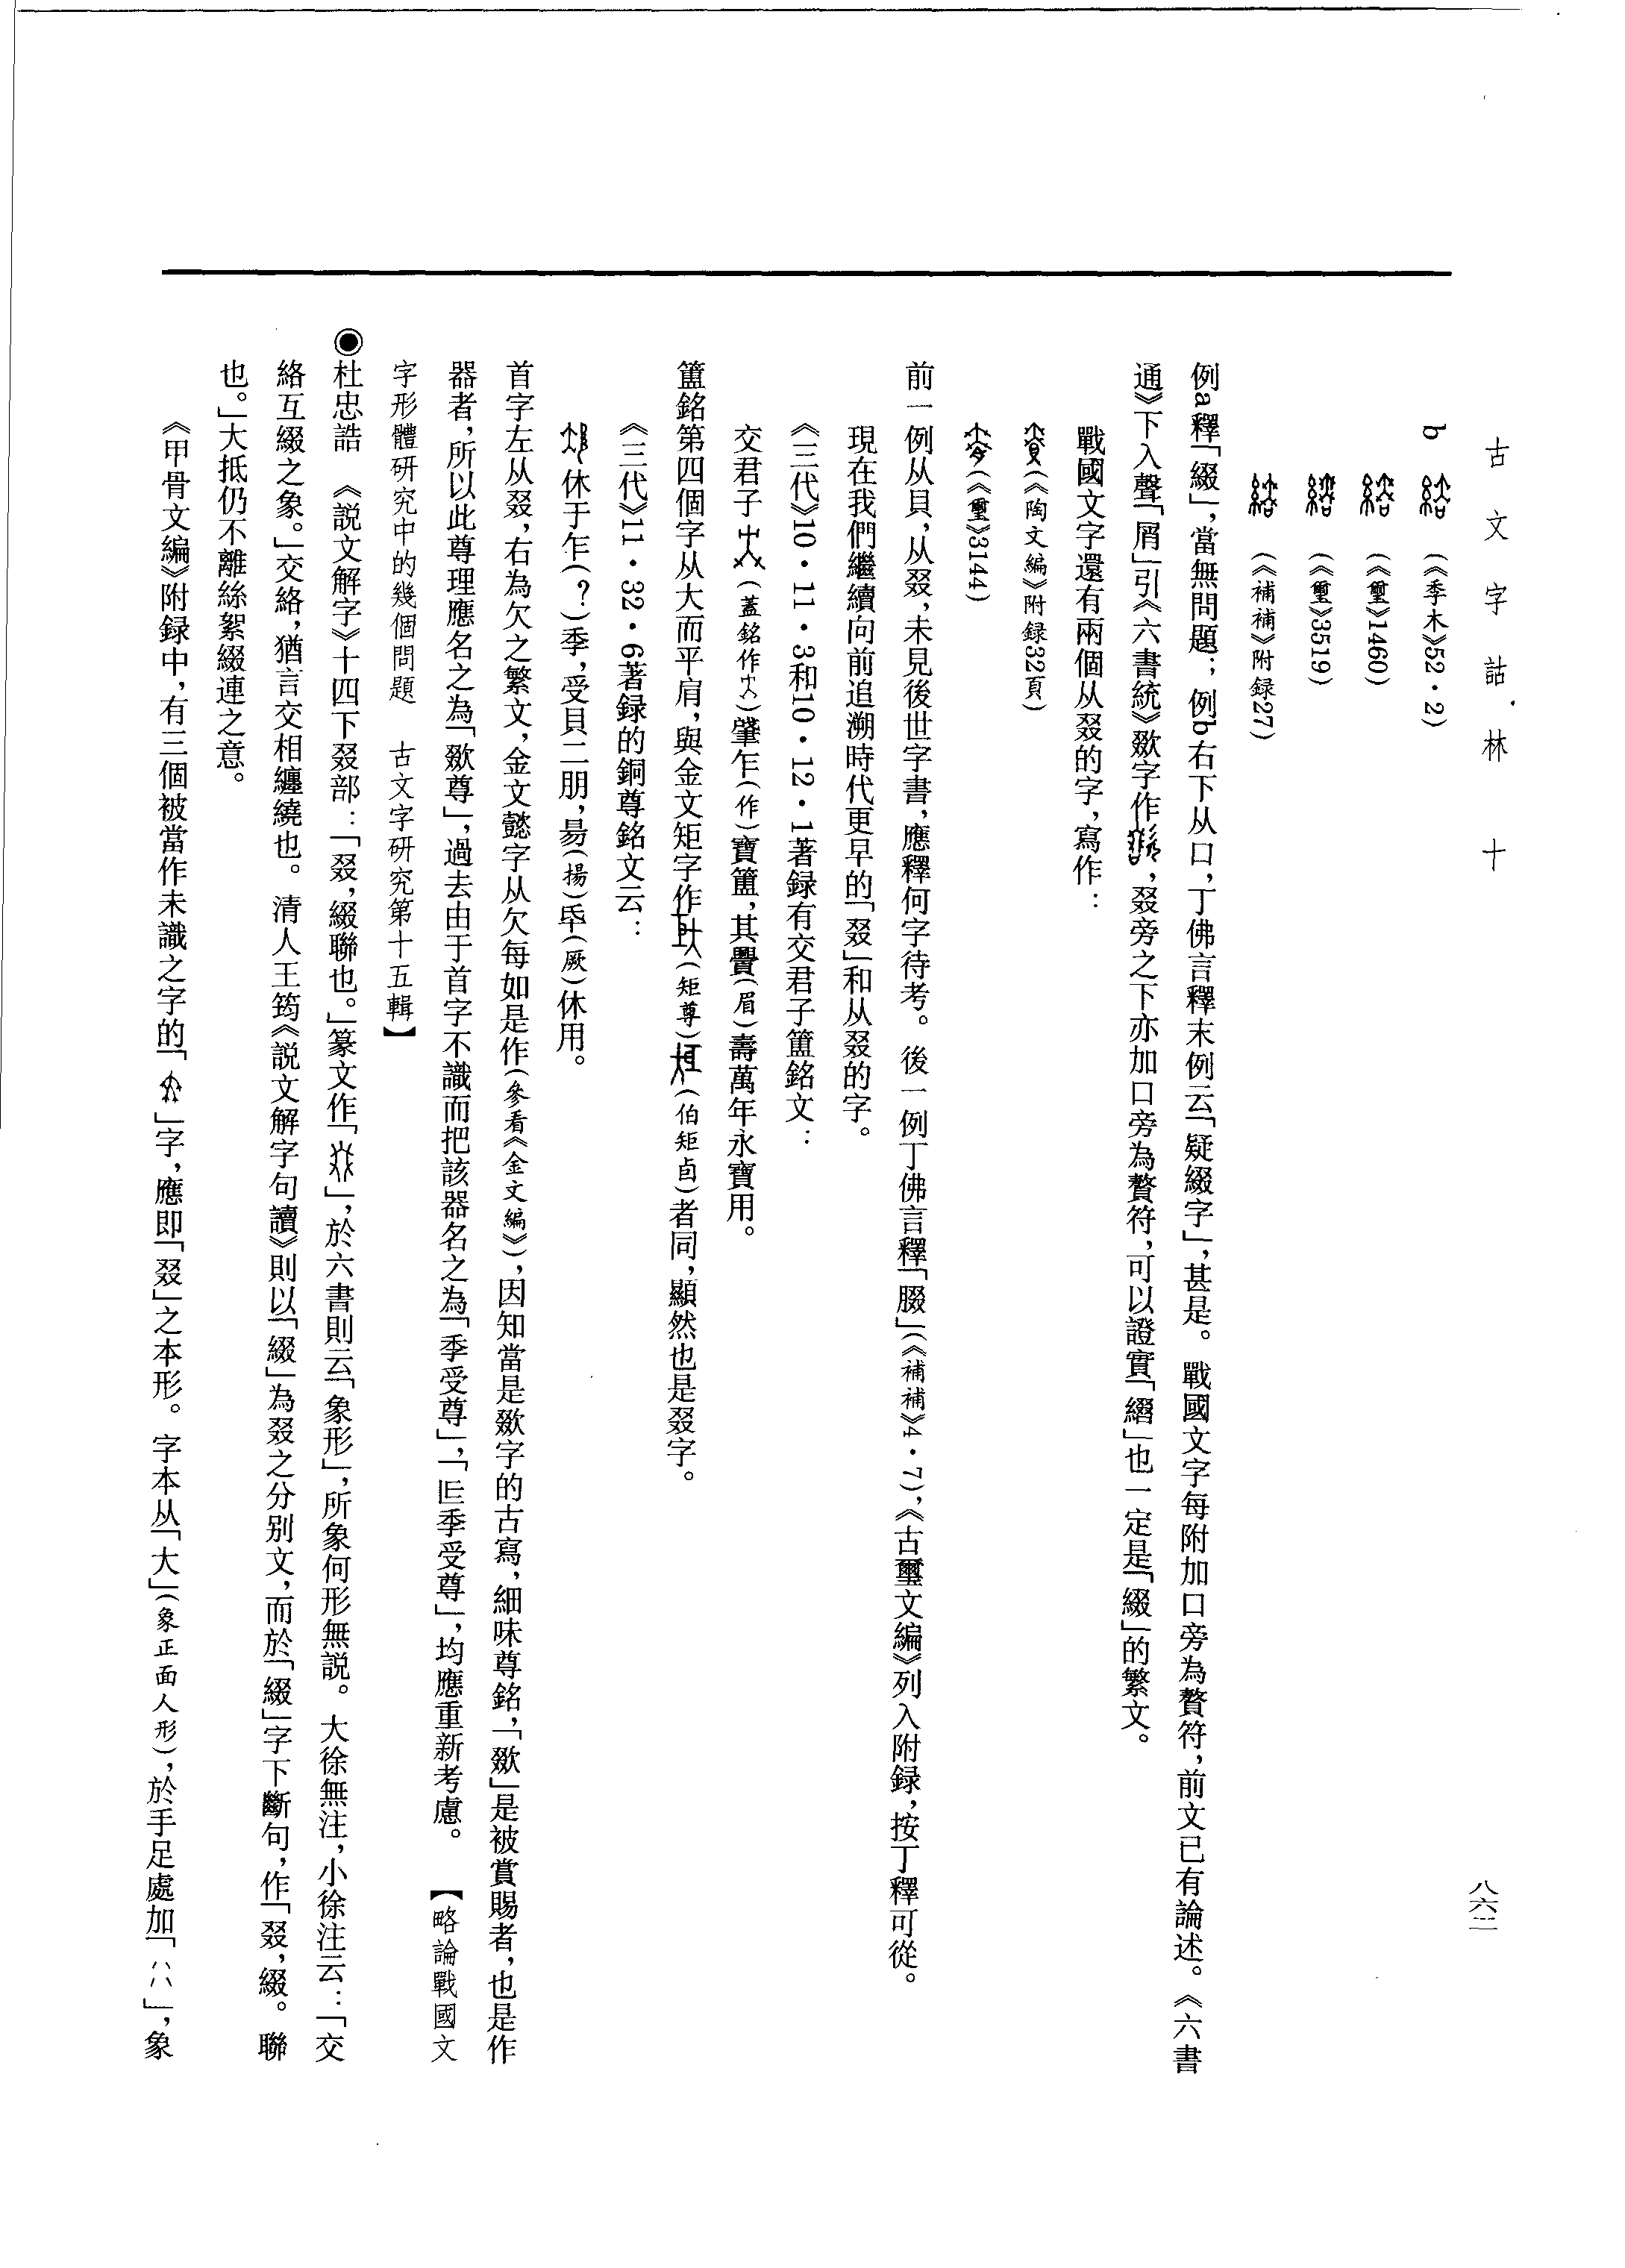 古文字詁林 十
八六二
b （《季木》52·2）
（《璽》1460）
（《璽》3519）
（《補補》附録27）
例a釋「綴」，當無問題；例b右下从口，丁佛言釋末例云「疑綴字」，甚是。戰國文字每附加口旁為贅符，前文已有論述。《六書
通》下入聲「屑」引《六書統》歠字作，叕旁之下亦加口旁為贅符，可以證實「」也一定是「綴」的繁文。
戰國文字還有兩個从叕的字，寫作：
（《陶文編》附録32頁）
（《璽》3144）
前一例从貝，从叕，未見後世字書，應釋何字待考。後一例丁佛言釋「腏」（《補補》4·7），《古璽文編》列入附録，按丁釋可從。
現在我們繼續向前追溯時代更早的「叕」和从叕的字。
《三代》10·11·3和10·12·1著録有交君子簠銘文：
交君子（蓋銘作）肇乍（作）寶簠，其釁（眉）壽萬年永寶用。
簠銘第四個字从大而平肩，與金文矩字作（矩尊）（伯矩卣）者同，顯然也是叕字。
《三代》11·32·6著録的銅尊銘文云：
休于乍（？）季，受貝二朋，昜（揚）氒（厥）休用。
首字左从叕，右為欠之繁文，金文懿字从欠每如是作（參看《金文編》），因知當是歠字的古寫，細味尊銘，「歠」是被賞賜者，也是作
器者，所以此尊理應名之為「歠尊」，過去由于首字不識而把該器名之為「季受尊」，「季受尊」，均應重新考慮。　【略論戰國文
字形體研究中的幾個問題　古文字研究第十五輯】
◉杜忠誥　《説文解字》十四下叕部：「叕，綴聯也。」篆文作「」，於六書則云「象形」，所象何形無説。大徐無注，小徐注云：「交
絡互綴之象。」交絡，猶言交相纏繞也。清人王筠《説文解字句讀》則以「綴」為叕之分別文，而於「綴」字下斷句，作「叕，綴。聯
也。」大抵仍不離絲絮綴連之意。
《甲骨文編》附録中，有三個被當作未識之字的「」字，應即「叕」之本形。字本从「大」（象正面人形），於手足處加「」，象